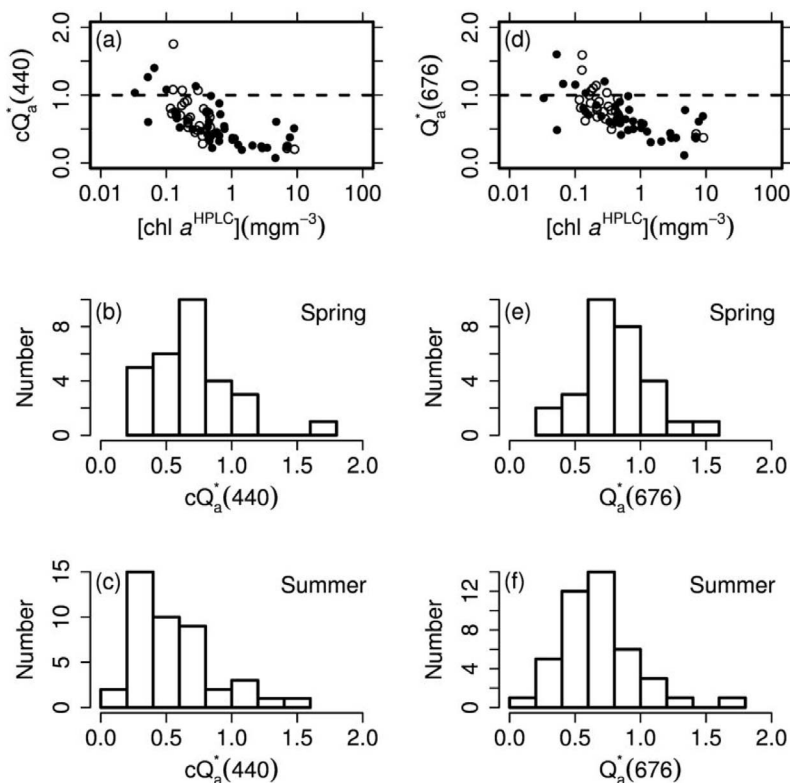 (a)
cQ*a(440)
0.0 1.0 2.0
0.01 0.1 1 10 100
[chl a^HPLC](mgm⁻³)
(d)
Q*a(676)
0.0 1.0 2.0
0.01 0.1 1 10 100
[chl a^HPLC](mgm⁻³)
(b)
Spring
Number
0 4 8
0.0 0.5 1.0 1.5 2.0
cQ*a(440)
(e)
Spring
Number
0 4 8
0.0 0.5 1.0 1.5 2.0
Q*a(676)
(c)
Summer
Number
0 5 10 15
0.0 0.5 1.0 1.5 2.0
cQ*a(440)
(f)
Summer
Number
0 4 8 12
0.0 0.5 1.0 1.5 2.0
Q*a(676)